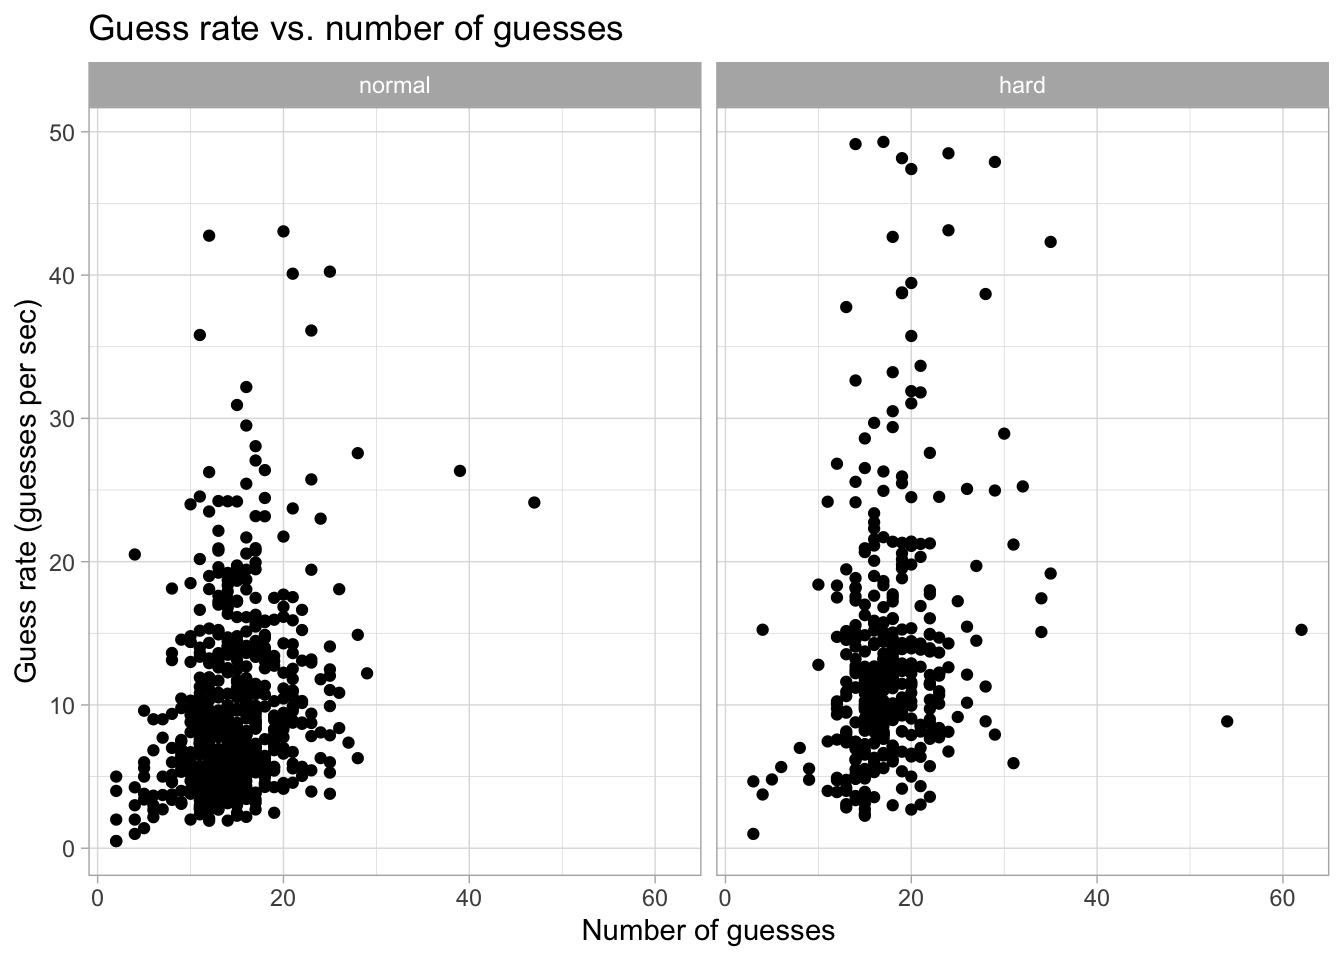 Guess rate vs. number of guesses
normal
hard
Guess rate (guesses per sec)
50
40
30
20
10
0
0 20 40 60
0 20 40 60
Number of guesses